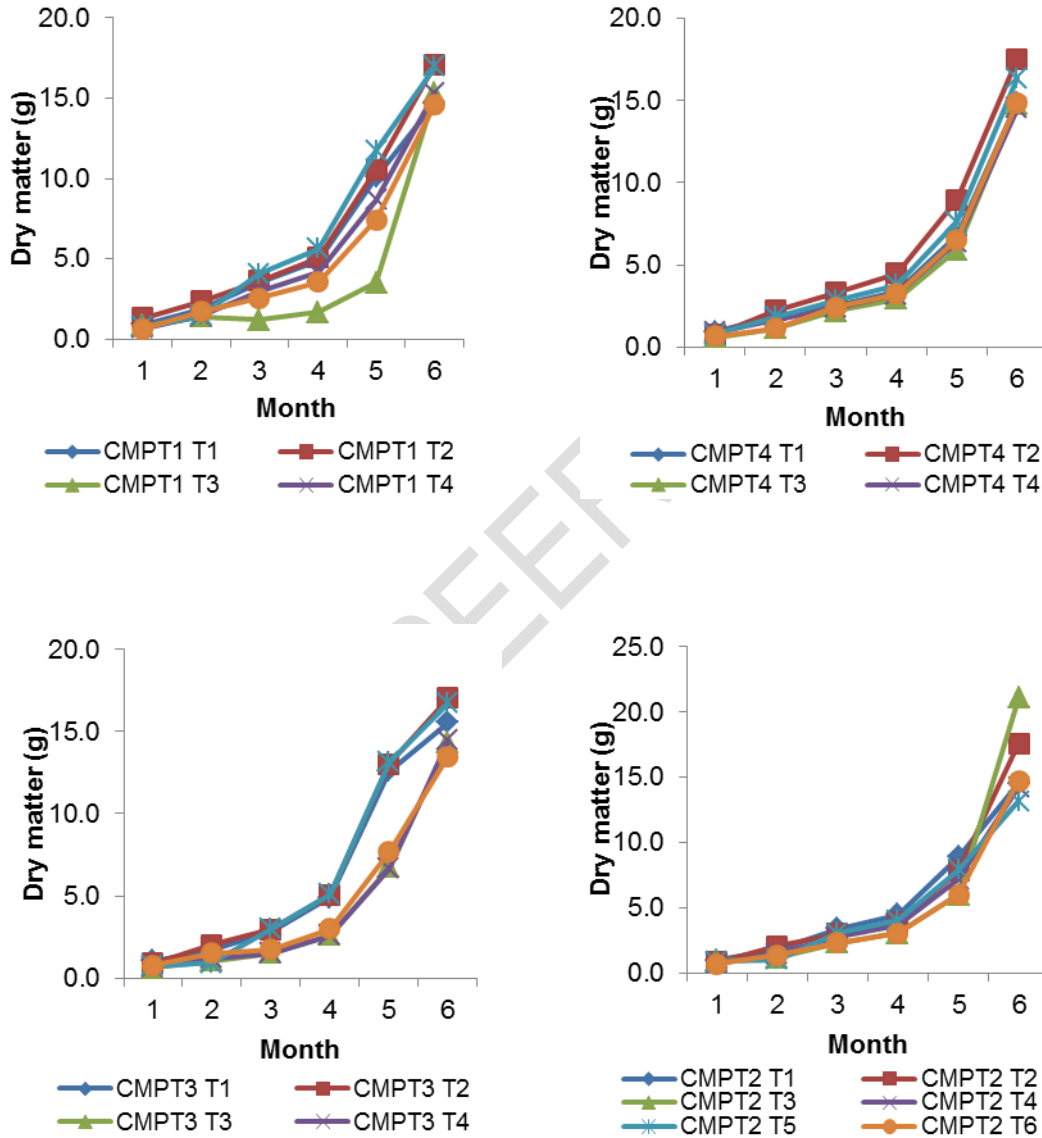 20.0
15.0
10.0
5.0
0.0
Dry matter (g)
1 2 3 4 5 6
Month
CMPT1 T1 CMPT1 T2
CMPT1 T3 CMPT1 T4
20.0
15.0
10.0
5.0
0.0
Dry matter (g)
1 2 3 4 5 6
Month
CMPT4 T1 CMPT4 T2
CMPT4 T3 CMPT4 T4
20.0
15.0
10.0
5.0
0.0
Dry matter (g)
1 2 3 4 5 6
Month
CMPT3 T1 CMPT3 T2
CMPT3 T3 CMPT3 T4
25.0
20.0
15.0
10.0
5.0
0.0
Dry matter (g)
1 2 3 4 5 6
Month
CMPT2 T1 CMPT2 T2
CMPT2 T3 CMPT2 T4
CMPT2 T5 CMPT2 T6